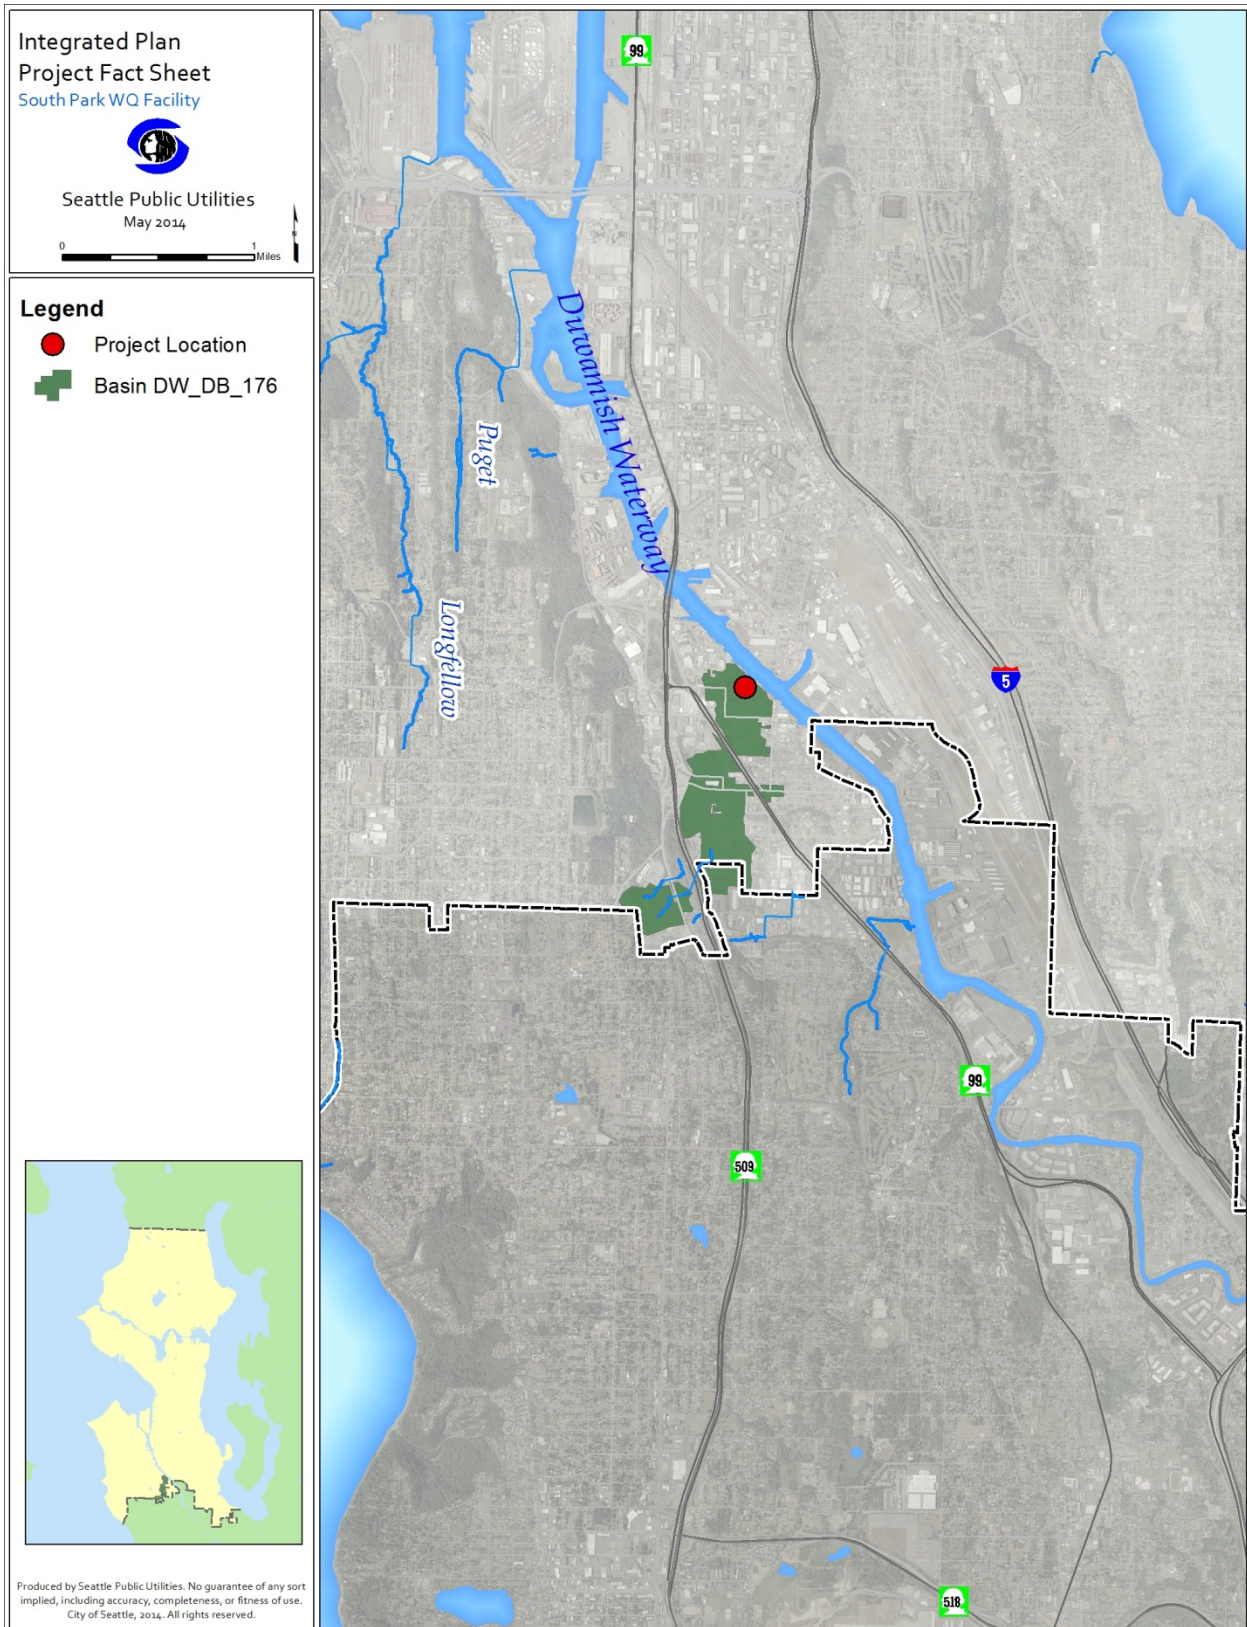 Integrated Plan
Project Fact Sheet
South Park WQ Facility
Seattle Public Utilities
May 2014
0 1
Miles
N
Legend
Project Location
Basin DW_DB_176
Produced by Seattle Public Utilities. No guarantee of any sort
implied, including accuracy, completeness, or fitness of use.
City of Seattle, 2014. All rights reserved.
99
Duwamish Waterway
Puget
Longfellow
5
99
509
518